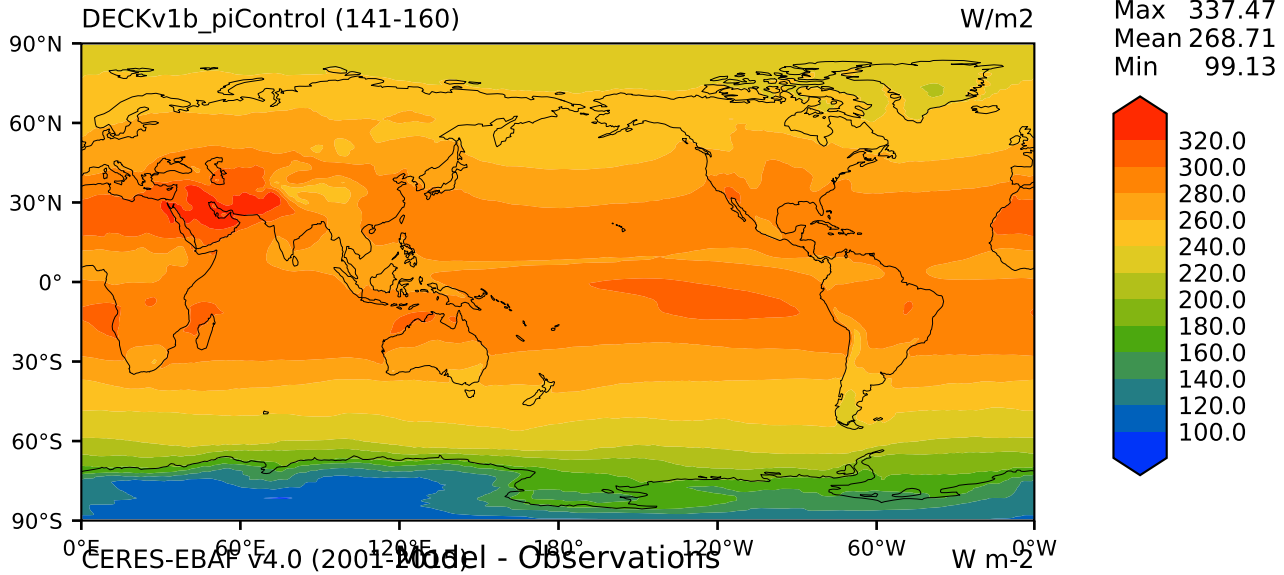 DECKv1b_piControl (141-160) W/m2
Max 337.47
Mean 268.71
Min 99.13
90°N
60°N
30°N
0°
30°S
60°S
90°S
320.0
300.0
280.0
260.0
240.0
220.0
200.0
180.0
160.0
140.0
120.0
100.0
0°E 60°E 120°E 180° 120°W 60°W 0°W
CERES-EBAF v4.0 (2001-2015) Model - Observations W m-2